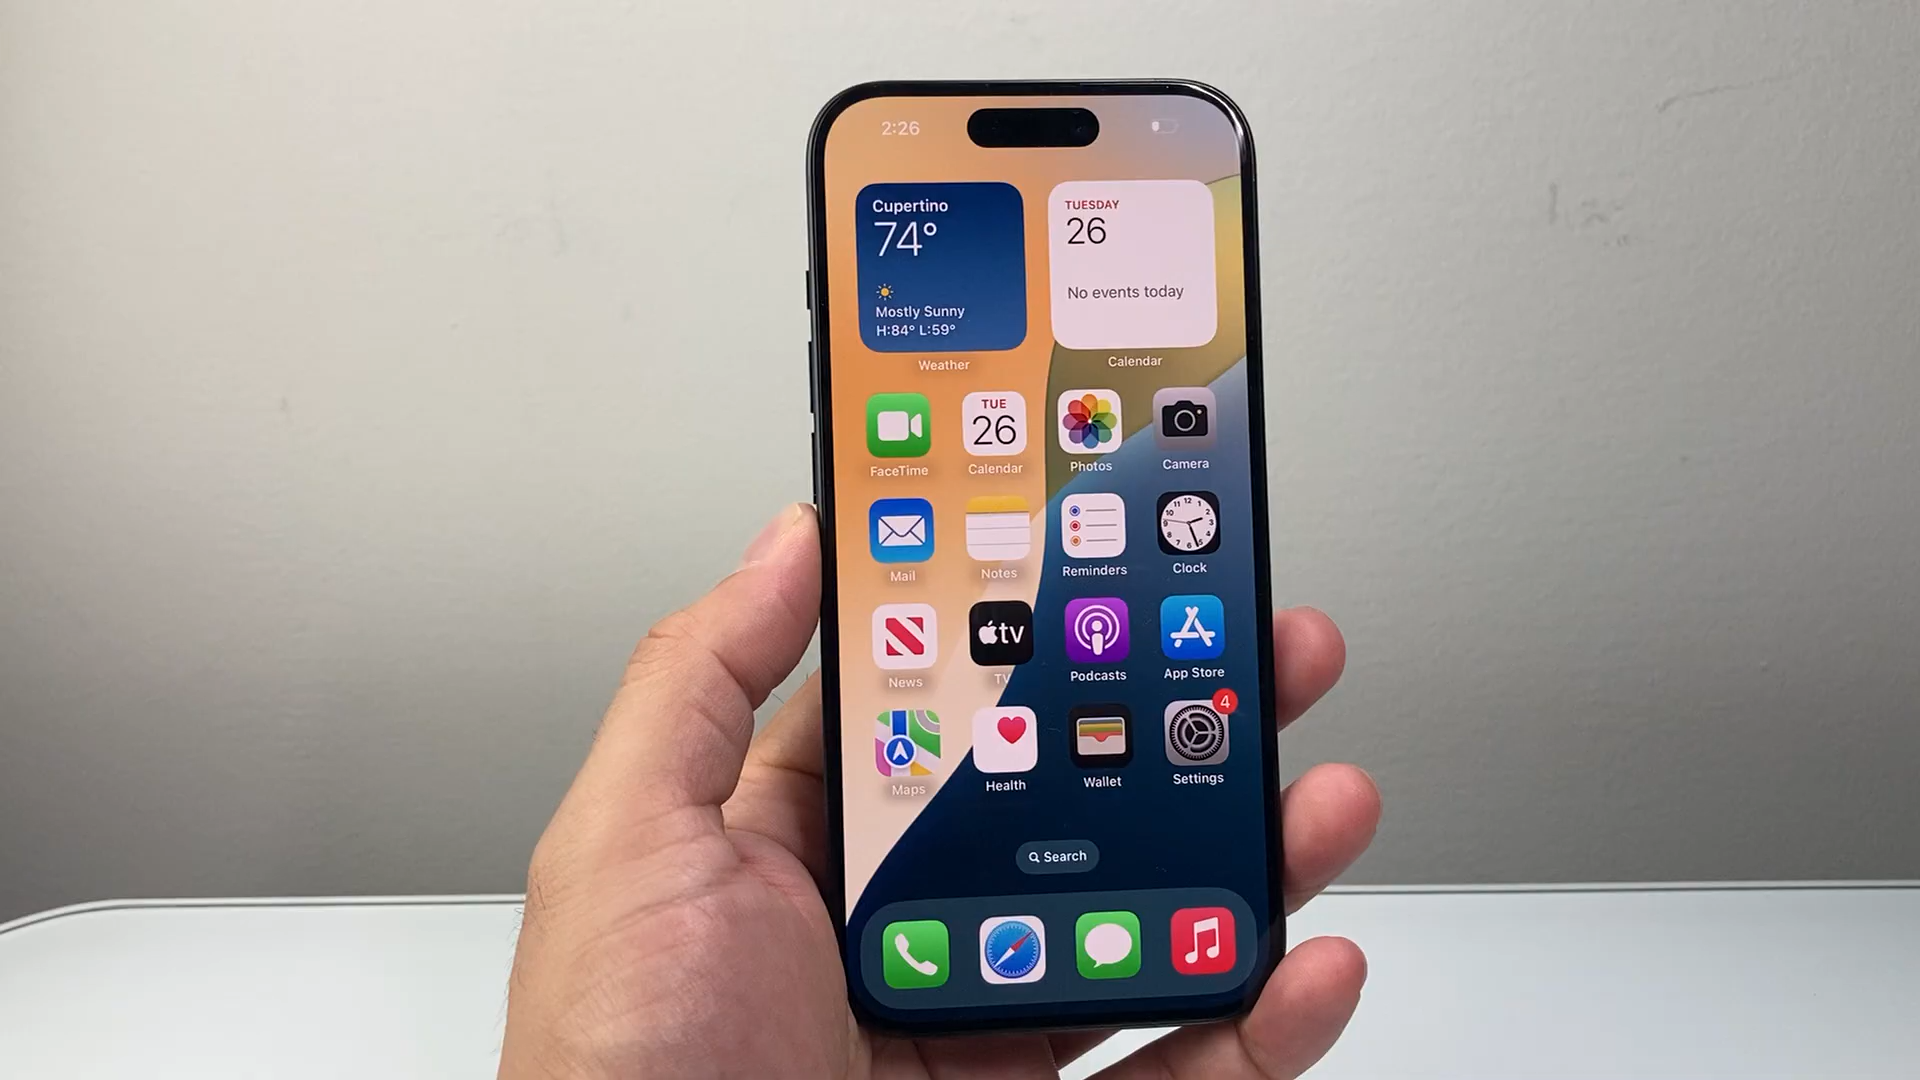 2:26
Cupertino
74°
Mostly Sunny
H:84° L:59°
Weather
TUESDAY
26
No events today
Calendar
FaceTime
TUE
26
Calendar
Photos
Camera
Mail
Notes
Reminders
Clock
News
tv
TV
Podcasts
App Store
Maps
Health
Wallet
4
Settings
Search